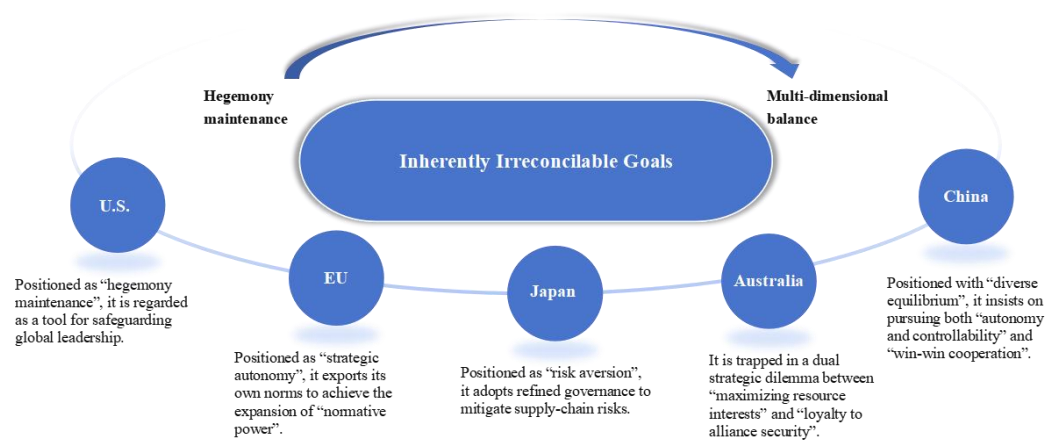 Hegemony
maintenance
Multi-dimensional
balance
Inherently Irreconcilable Goals
U.S.
Positioned as “hegemony
maintenance”, it is regarded
as a tool for safeguarding
global leadership.
EU
Positioned as “strategic
autonomy”, it exports its
own norms to achieve the
expansion of “normative
power”.
Japan
Positioned as “risk aversion”,
it adopts refined governance to
mitigate supply-chain risks.
Australia
It is trapped in a dual
strategic dilemma between
“maximizing resource
interests” and “loyalty to
alliance security”.
China
Positioned with “diverse
equilibrium”, it insists on
pursuing both “autonomy
and controllability” and
“win-win cooperation”.